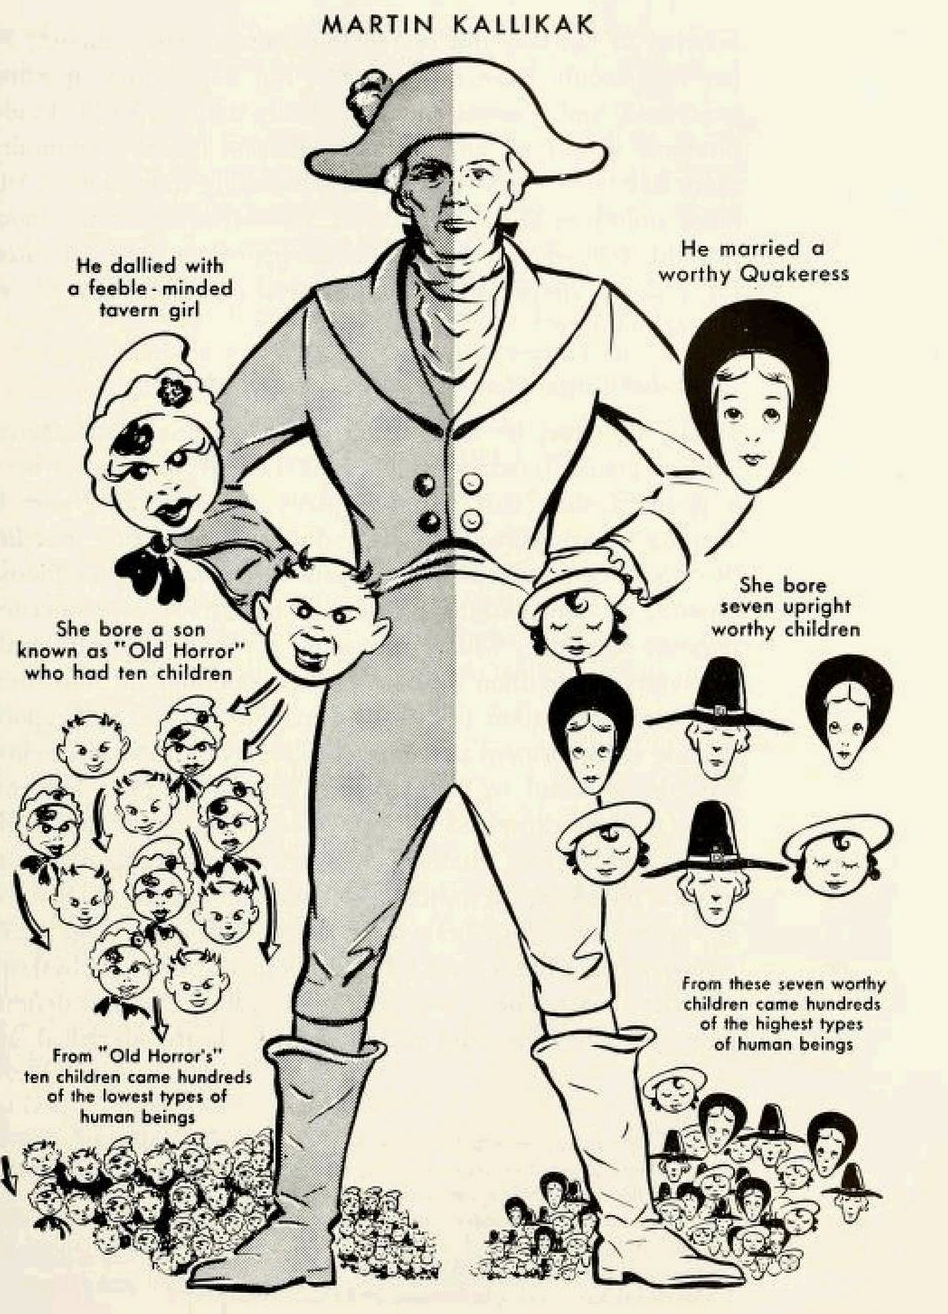 MARTIN KALLIKAK
He dallied with
a feeble-minded
tavern girl
He married a
worthy Quakeress
She bore a son
known as "Old Horror"
who had ten children
She bore
seven upright
worthy children
From "Old Horror's"
ten children came hundreds
of the lowest types of
human beings
From these seven worthy
children came hundreds
of the highest types
of human beings